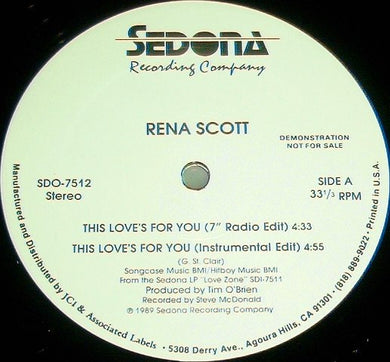 SEDONA
Recording Company
RENA SCOTT
DEMONSTRATION
NOT FOR SALE
SDO-7512
Stereo
SIDE A
33⅓ RPM
THIS LOVE'S FOR YOU (7" Radio Edit) 4:33
THIS LOVE'S FOR YOU (Instrumental Edit) 4:55
(G. St. Clair)
Songcase Music BMI/Hitboy Music BMI
From the Sedona LP "Love Zone" SDI-7511
Produced by Tim O'Brien
Recorded by Steve McDonald
℗ 1989 Sedona Recording Company
Manufactured and Distributed by JCI & Associated Labels • 5308 Derry Ave., Agoura Hills, CA 91301 • (818) 889-9022 • Printed in U.S.A.